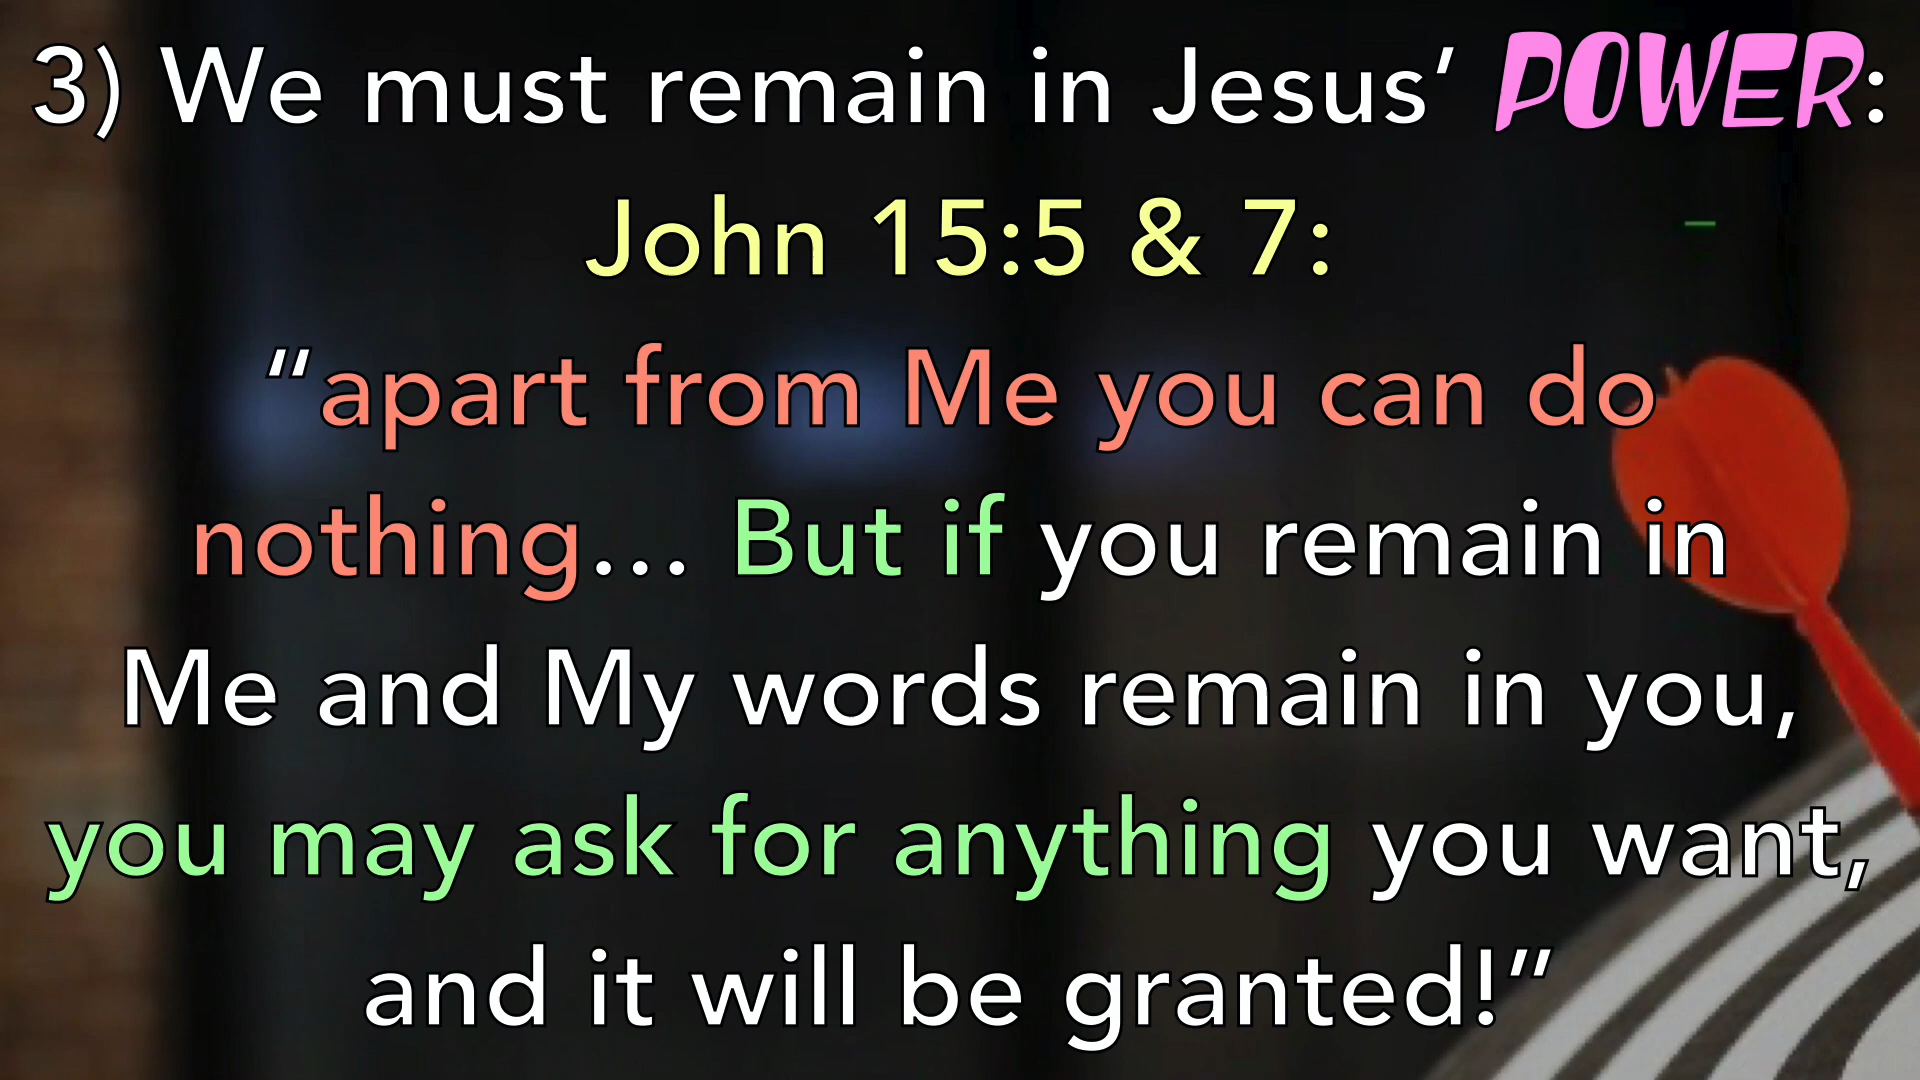 3) We must remain in Jesus’ POWER:
John 15:5 & 7:
“apart from Me you can do
nothing… But if you remain in
Me and My words remain in you,
you may ask for anything you want,
and it will be granted!”